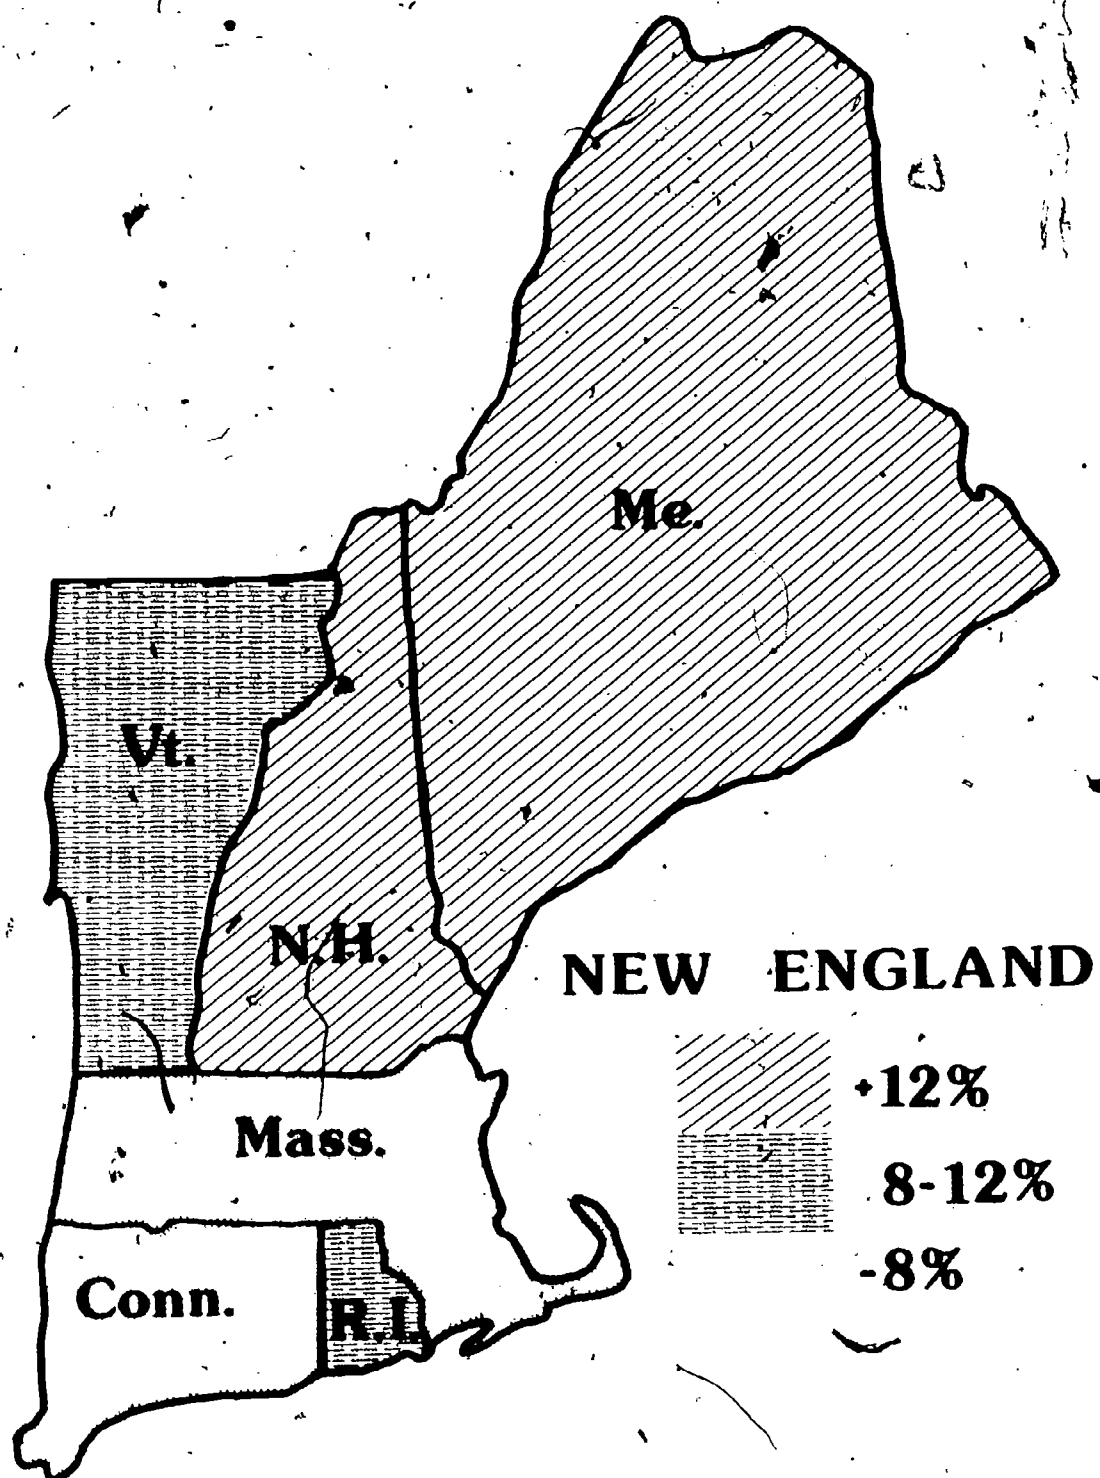 Me.
Vt.
N.H.
NEW ENGLAND
+12%
Mass.
8-12%
-8%
Conn.
R.I.